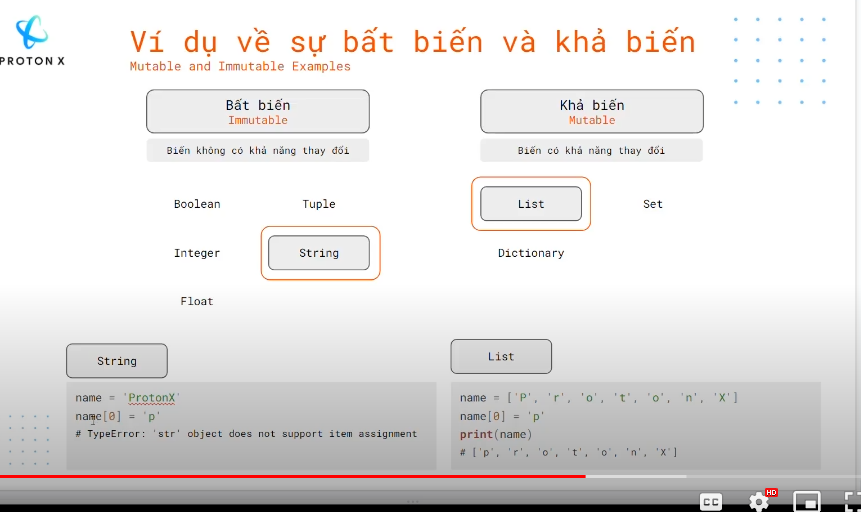 PROTON X
Ví dụ về sự bất biến và khả biến
Mutable and Immutable Examples
Bất biến
Immutable
Biến không có khả năng thay đổi
Boolean
Tuple
Integer
String
Float
Khả biến
Mutable
Biến có khả năng thay đổi
List
Set
Dictionary
String
name = 'ProtonX'
name[0] = 'p'
# TypeError: 'str' object does not support item assignment
List
name = ['P', 'r', 'o', 't', 'o', 'n', 'X']
name[0] = 'p'
print(name)
# ['p', 'r', 'o', 't', 'o', 'n', 'X']
CC
HD